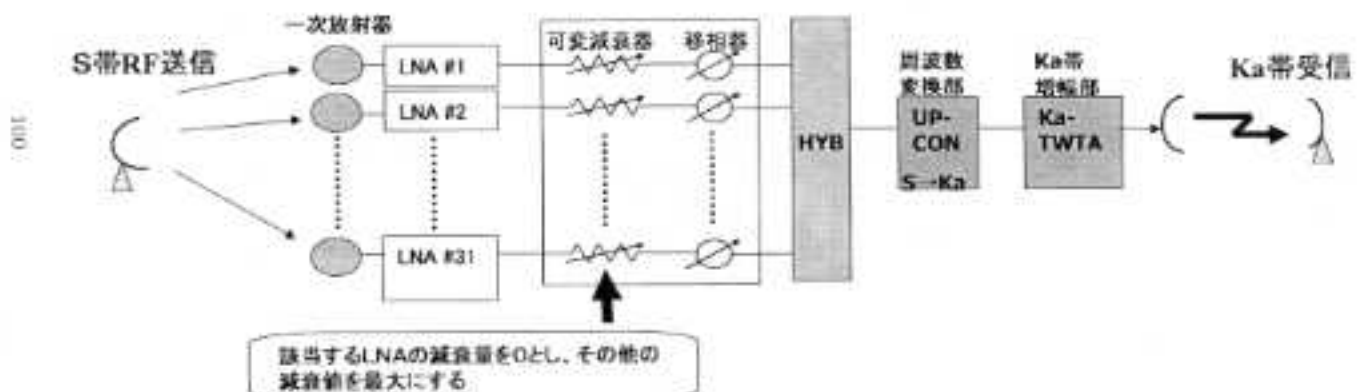 一次放射器
S帯RF送信
LNA #1
LNA #2
LNA #31
可変減衰器
移相器
HYB
周波数
変換部
UP-
CON
S→Ka
Ka帯
増幅部
Ka-
TWTA
Ka帯受信
100
該当するLNAの減衰量を0とし、その他の
減衰値を最大にする